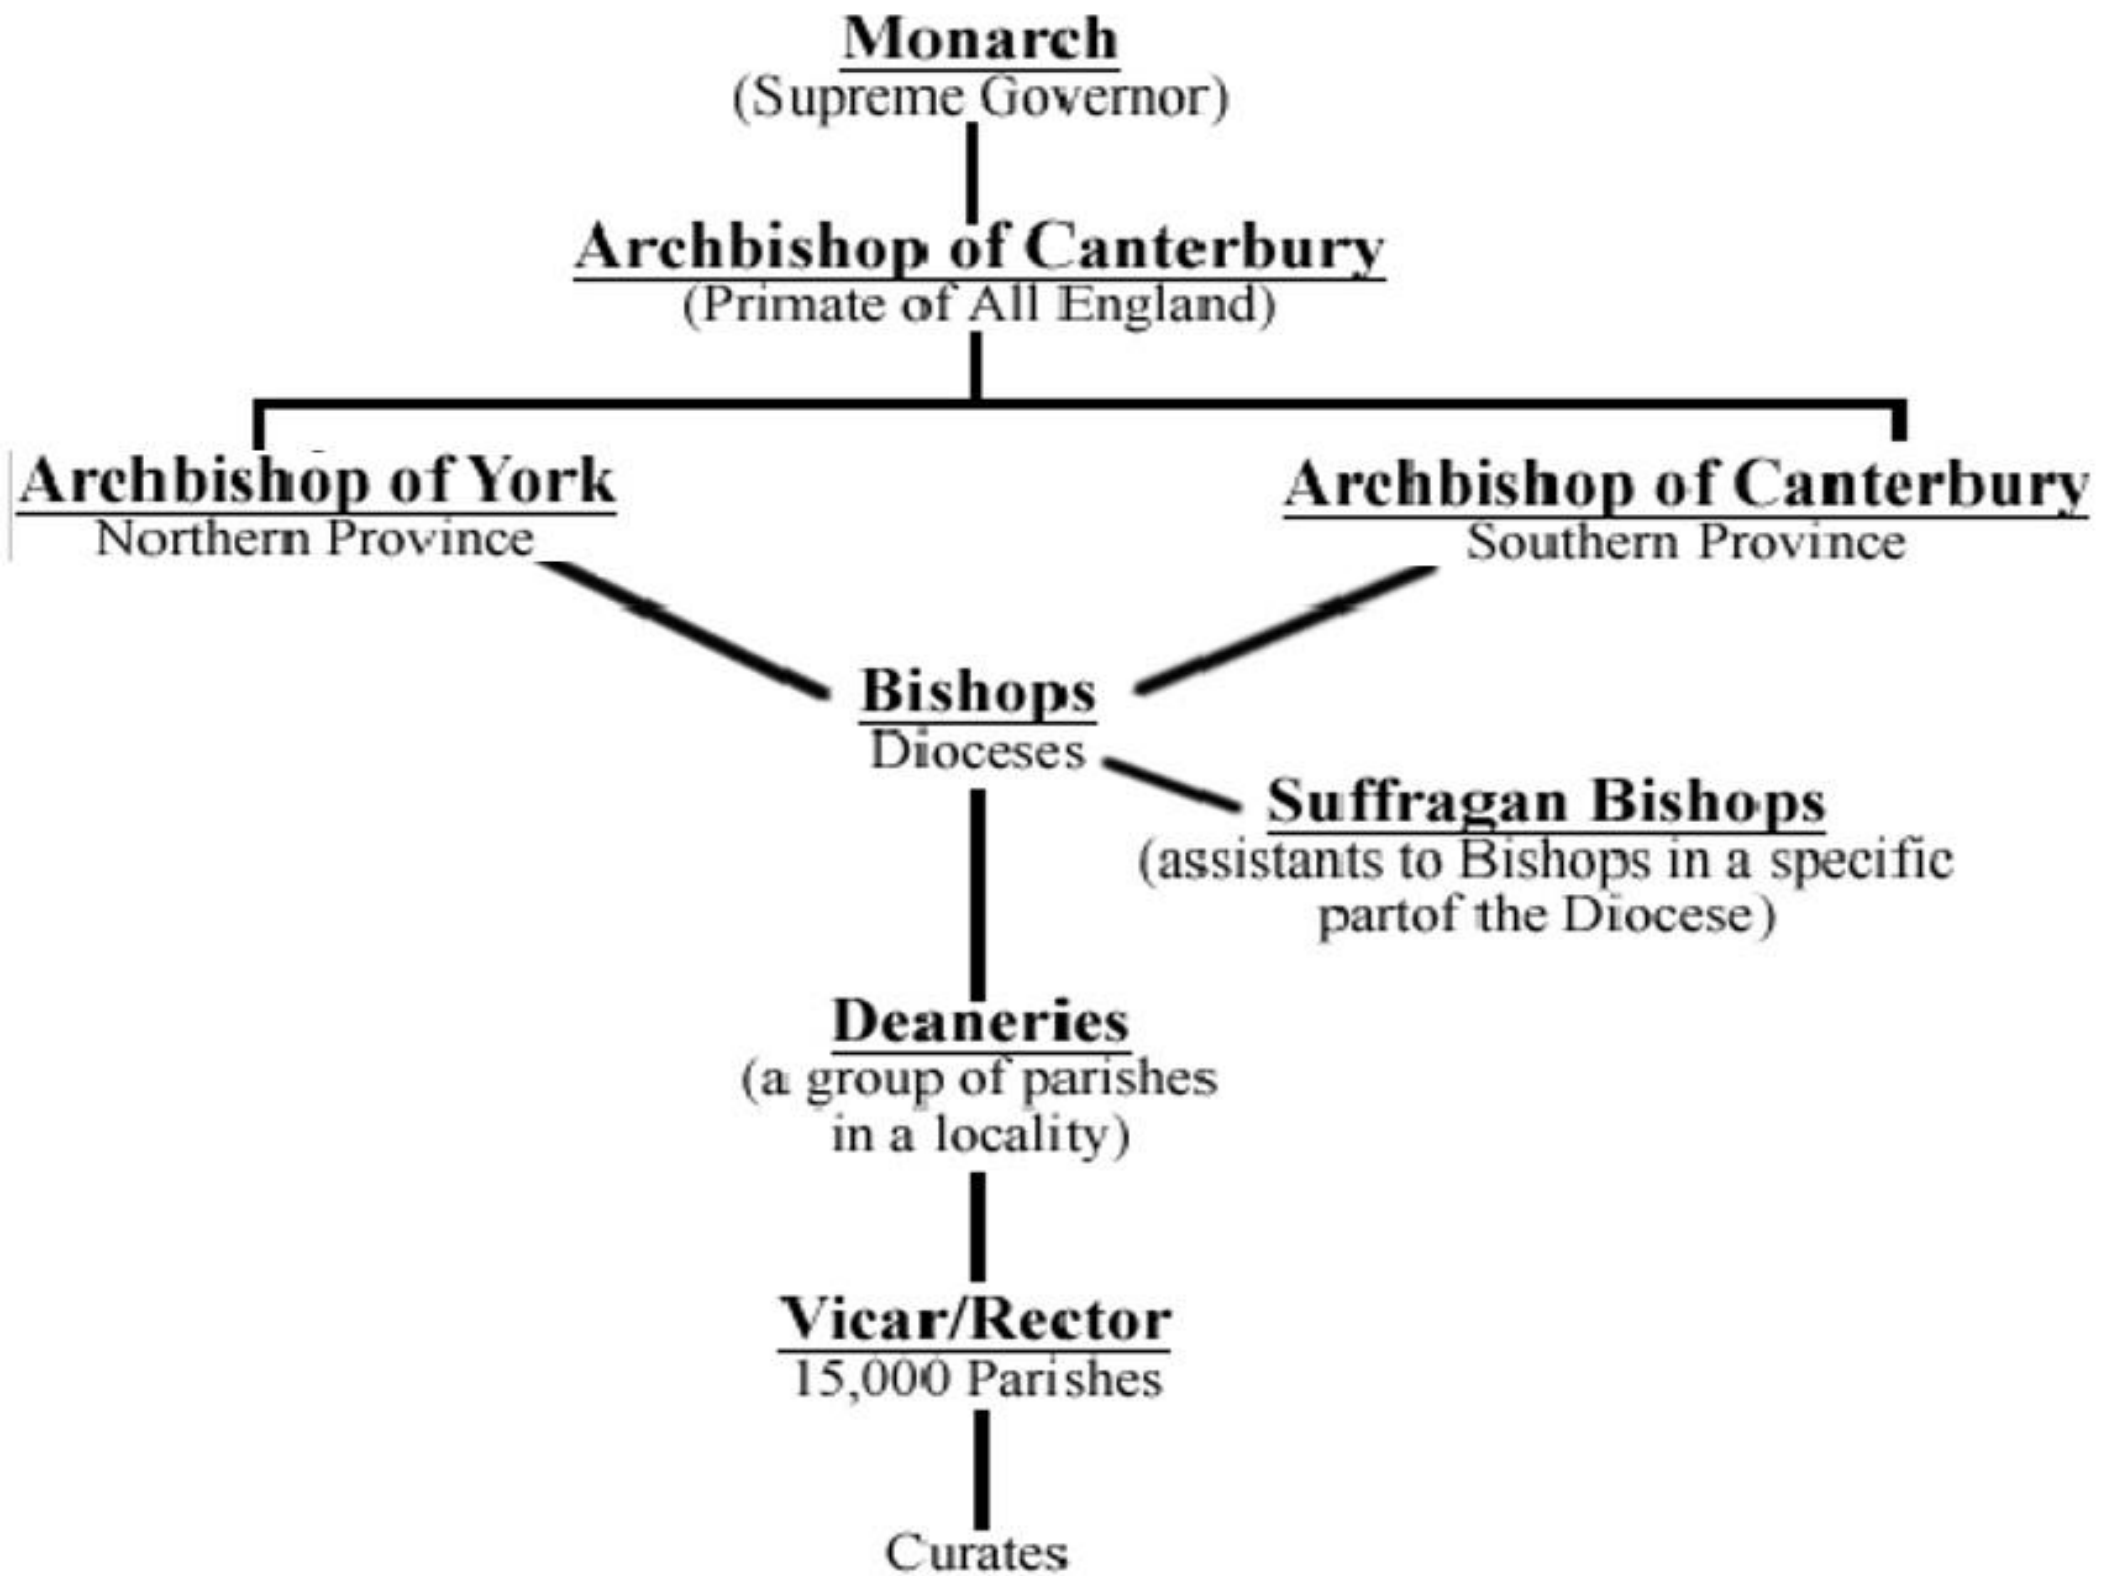 Monarch
(Supreme Governor)
Archbishop of Canterbury
(Primate of All England)
Archbishop of York
Northern Province
Archbishop of Canterbury
Southern Province
Bishops
Dioceses
Suffragan Bishops
(assistants to Bishops in a specific
partof the Diocese)
Deaneries
(a group of parishes
in a locality)
Vicar/Rector
15,000 Parishes
Curates